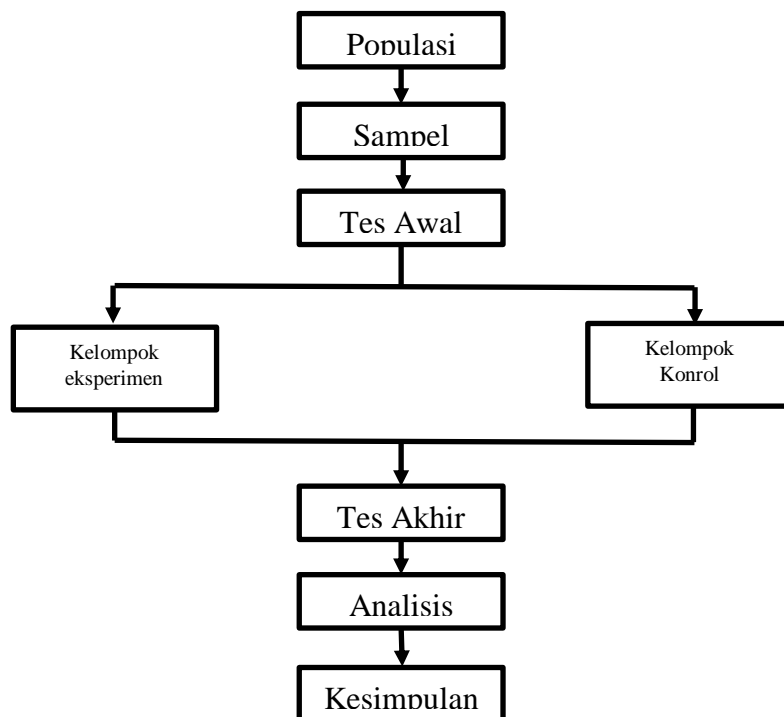 Populasi
Sampel
Tes Awal
Kelompok
eksperimen
Kelompok
Konrol
Tes Akhir
Analisis
Kesimpulan